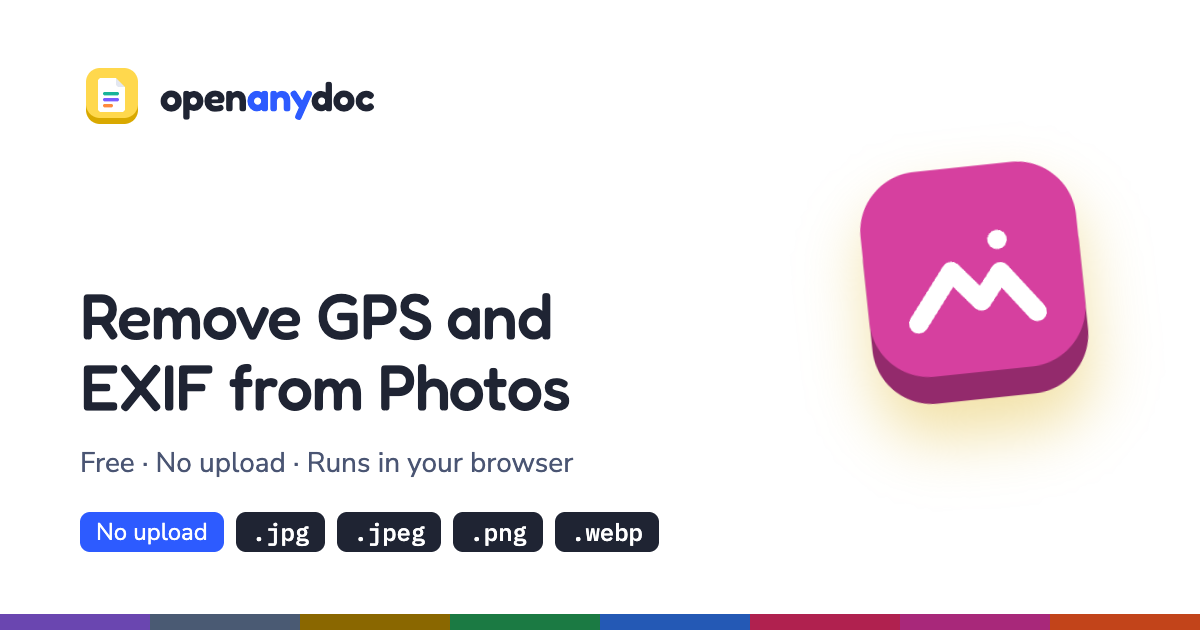 openanydoc
Remove GPS and
EXIF from Photos
Free · No upload · Runs in your browser
No upload .jpg .jpeg .png .webp